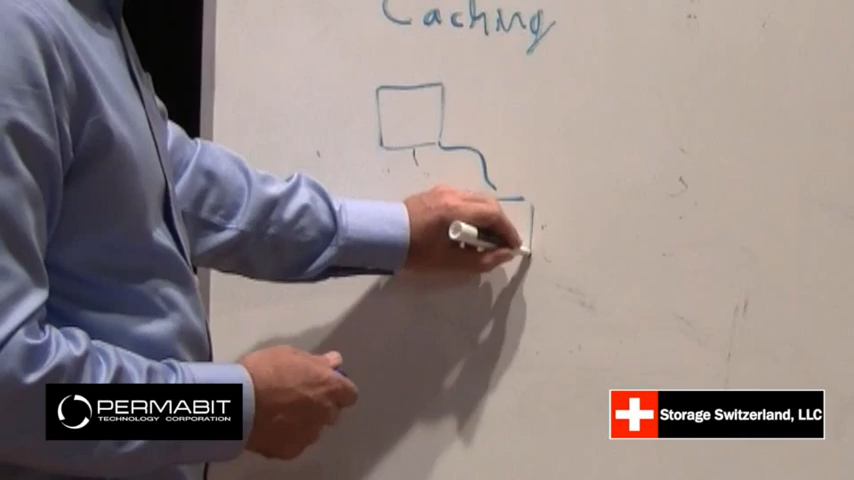 Caching
PERMABIT
TECHNOLOGY CORPORATION
Storage Switzerland, LLC